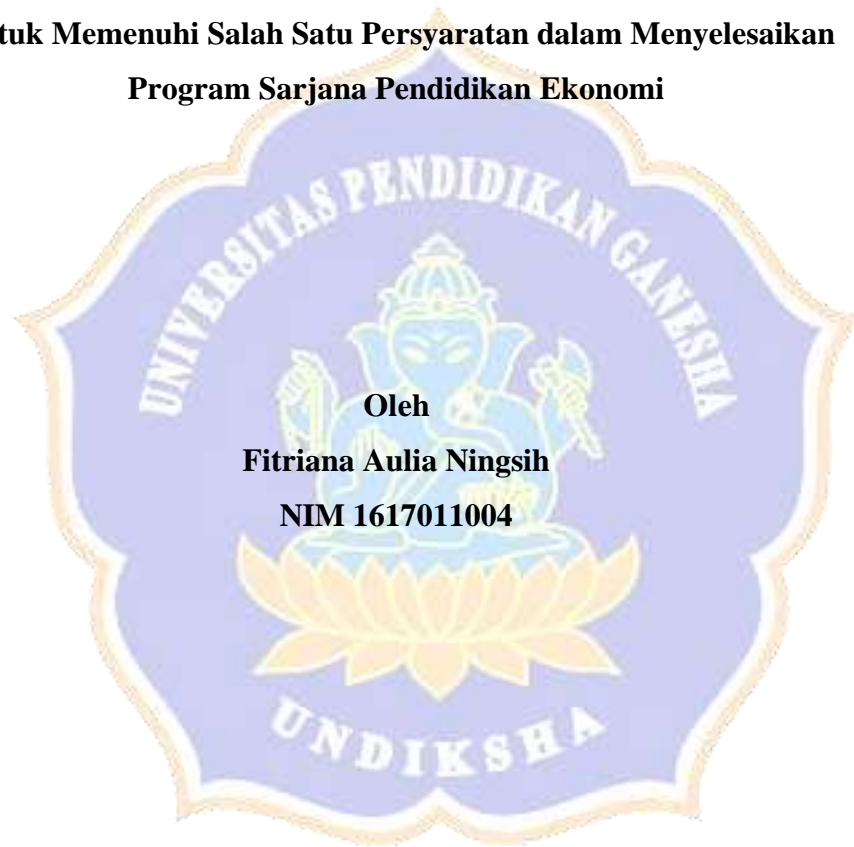 tuk Memenuhi Salah Satu Persyaratan dalam Menyelesaikan
Program Sarjana Pendidikan Ekonomi
UNIVERSITAS PENDIDIKAN GANESHA
Oleh
Fitriana Aulia Ningsih
NIM 1617011004
UNDIKSHA